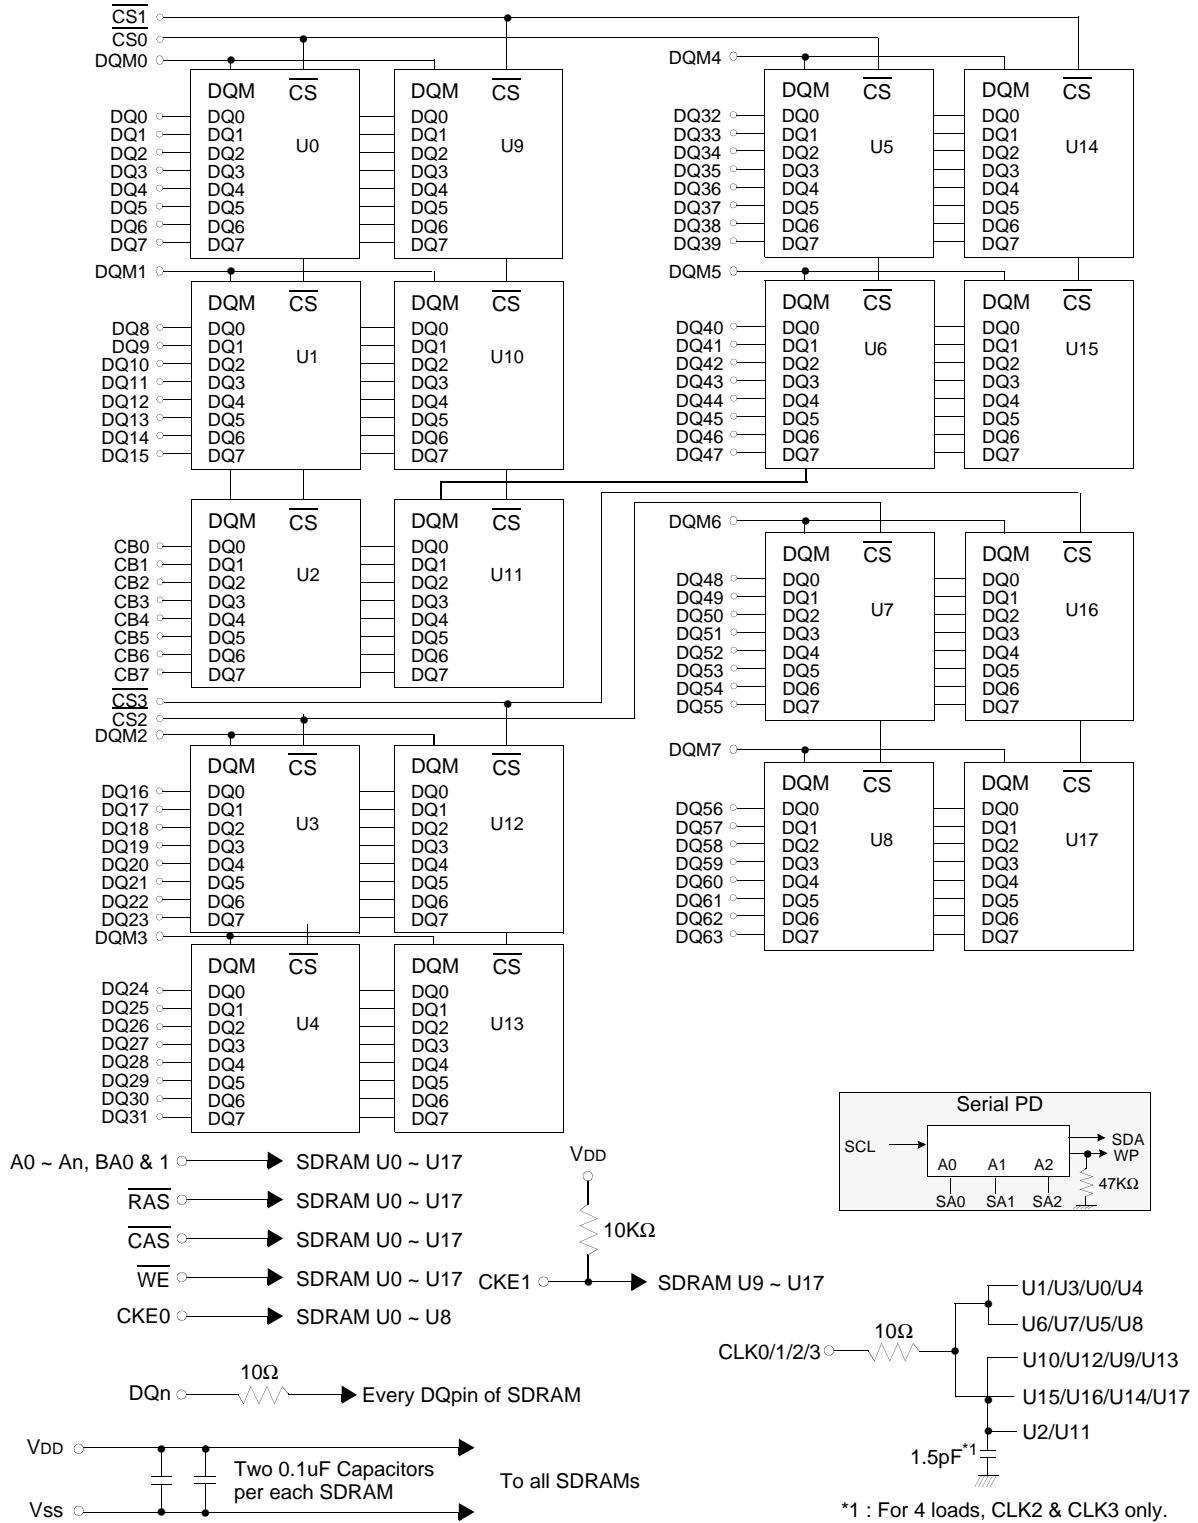 CS1
CS0
DQM0
DQM CS
DQ0 DQ0
DQ1 DQ1
DQ2 DQ2
DQ3 DQ3
DQ4 DQ4
DQ5 DQ5
DQ6 DQ6
DQ7 DQ7
U0
DQM CS
DQ0
DQ1
DQ2
DQ3
DQ4
DQ5
DQ6
DQ7
U9
DQM1
DQM CS
DQ8 DQ0
DQ9 DQ1
DQ10 DQ2
DQ11 DQ3
DQ12 DQ4
DQ13 DQ5
DQ14 DQ6
DQ15 DQ7
U1
DQM CS
DQ0
DQ1
DQ2
DQ3
DQ4
DQ5
DQ6
DQ7
U10
DQM CS
CB0 DQ0
CB1 DQ1
CB2 DQ2
CB3 DQ3
CB4 DQ4
CB5 DQ5
CB6 DQ6
CB7 DQ7
U2
DQM CS
DQ0
DQ1
DQ2
DQ3
DQ4
DQ5
DQ6
DQ7
U11
CS3
CS2
DQM2
DQM CS
DQ16 DQ0
DQ17 DQ1
DQ18 DQ2
DQ19 DQ3
DQ20 DQ4
DQ21 DQ5
DQ22 DQ6
DQ23 DQ7
U3
DQM CS
DQ0
DQ1
DQ2
DQ3
DQ4
DQ5
DQ6
DQ7
U12
DQM3
DQM CS
DQ24 DQ0
DQ25 DQ1
DQ26 DQ2
DQ27 DQ3
DQ28 DQ4
DQ29 DQ5
DQ30 DQ6
DQ31 DQ7
U4
DQM CS
DQ0
DQ1
DQ2
DQ3
DQ4
DQ5
DQ6
DQ7
U13
DQM4
DQM CS
DQ32 DQ0
DQ33 DQ1
DQ34 DQ2
DQ35 DQ3
DQ36 DQ4
DQ37 DQ5
DQ38 DQ6
DQ39 DQ7
U5
DQM CS
DQ0
DQ1
DQ2
DQ3
DQ4
DQ5
DQ6
DQ7
U14
DQM5
DQM CS
DQ40 DQ0
DQ41 DQ1
DQ42 DQ2
DQ43 DQ3
DQ44 DQ4
DQ45 DQ5
DQ46 DQ6
DQ47 DQ7
U6
DQM CS
DQ0
DQ1
DQ2
DQ3
DQ4
DQ5
DQ6
DQ7
U15
DQM6
DQM CS
DQ48 DQ0
DQ49 DQ1
DQ50 DQ2
DQ51 DQ3
DQ52 DQ4
DQ53 DQ5
DQ54 DQ6
DQ55 DQ7
U7
DQM CS
DQ0
DQ1
DQ2
DQ3
DQ4
DQ5
DQ6
DQ7
U16
DQM7
DQM CS
DQ56 DQ0
DQ57 DQ1
DQ58 DQ2
DQ59 DQ3
DQ60 DQ4
DQ61 DQ5
DQ62 DQ6
DQ63 DQ7
U8
DQM CS
DQ0
DQ1
DQ2
DQ3
DQ4
DQ5
DQ6
DQ7
U17
Serial PD
SCL
A0 A1 A2
SDA
WP
47KΩ
SA0 SA1 SA2
A0 ~ An, BA0 & 1 SDRAM U0 ~ U17
RAS SDRAM U0 ~ U17
CAS SDRAM U0 ~ U17
WE SDRAM U0 ~ U17
CKE0 SDRAM U0 ~ U8
VDD
10KΩ
CKE1 SDRAM U9 ~ U17
DQn 10Ω Every DQpin of SDRAM
VDD
Vss
Two 0.1uF Capacitors
per each SDRAM
To all SDRAMs
CLK0/1/2/3 10Ω
U1/U3/U0/U4
U6/U7/U5/U8
U10/U12/U9/U13
U15/U16/U14/U17
U2/U11
1.5pF*1
*1 : For 4 loads, CLK2 & CLK3 only.